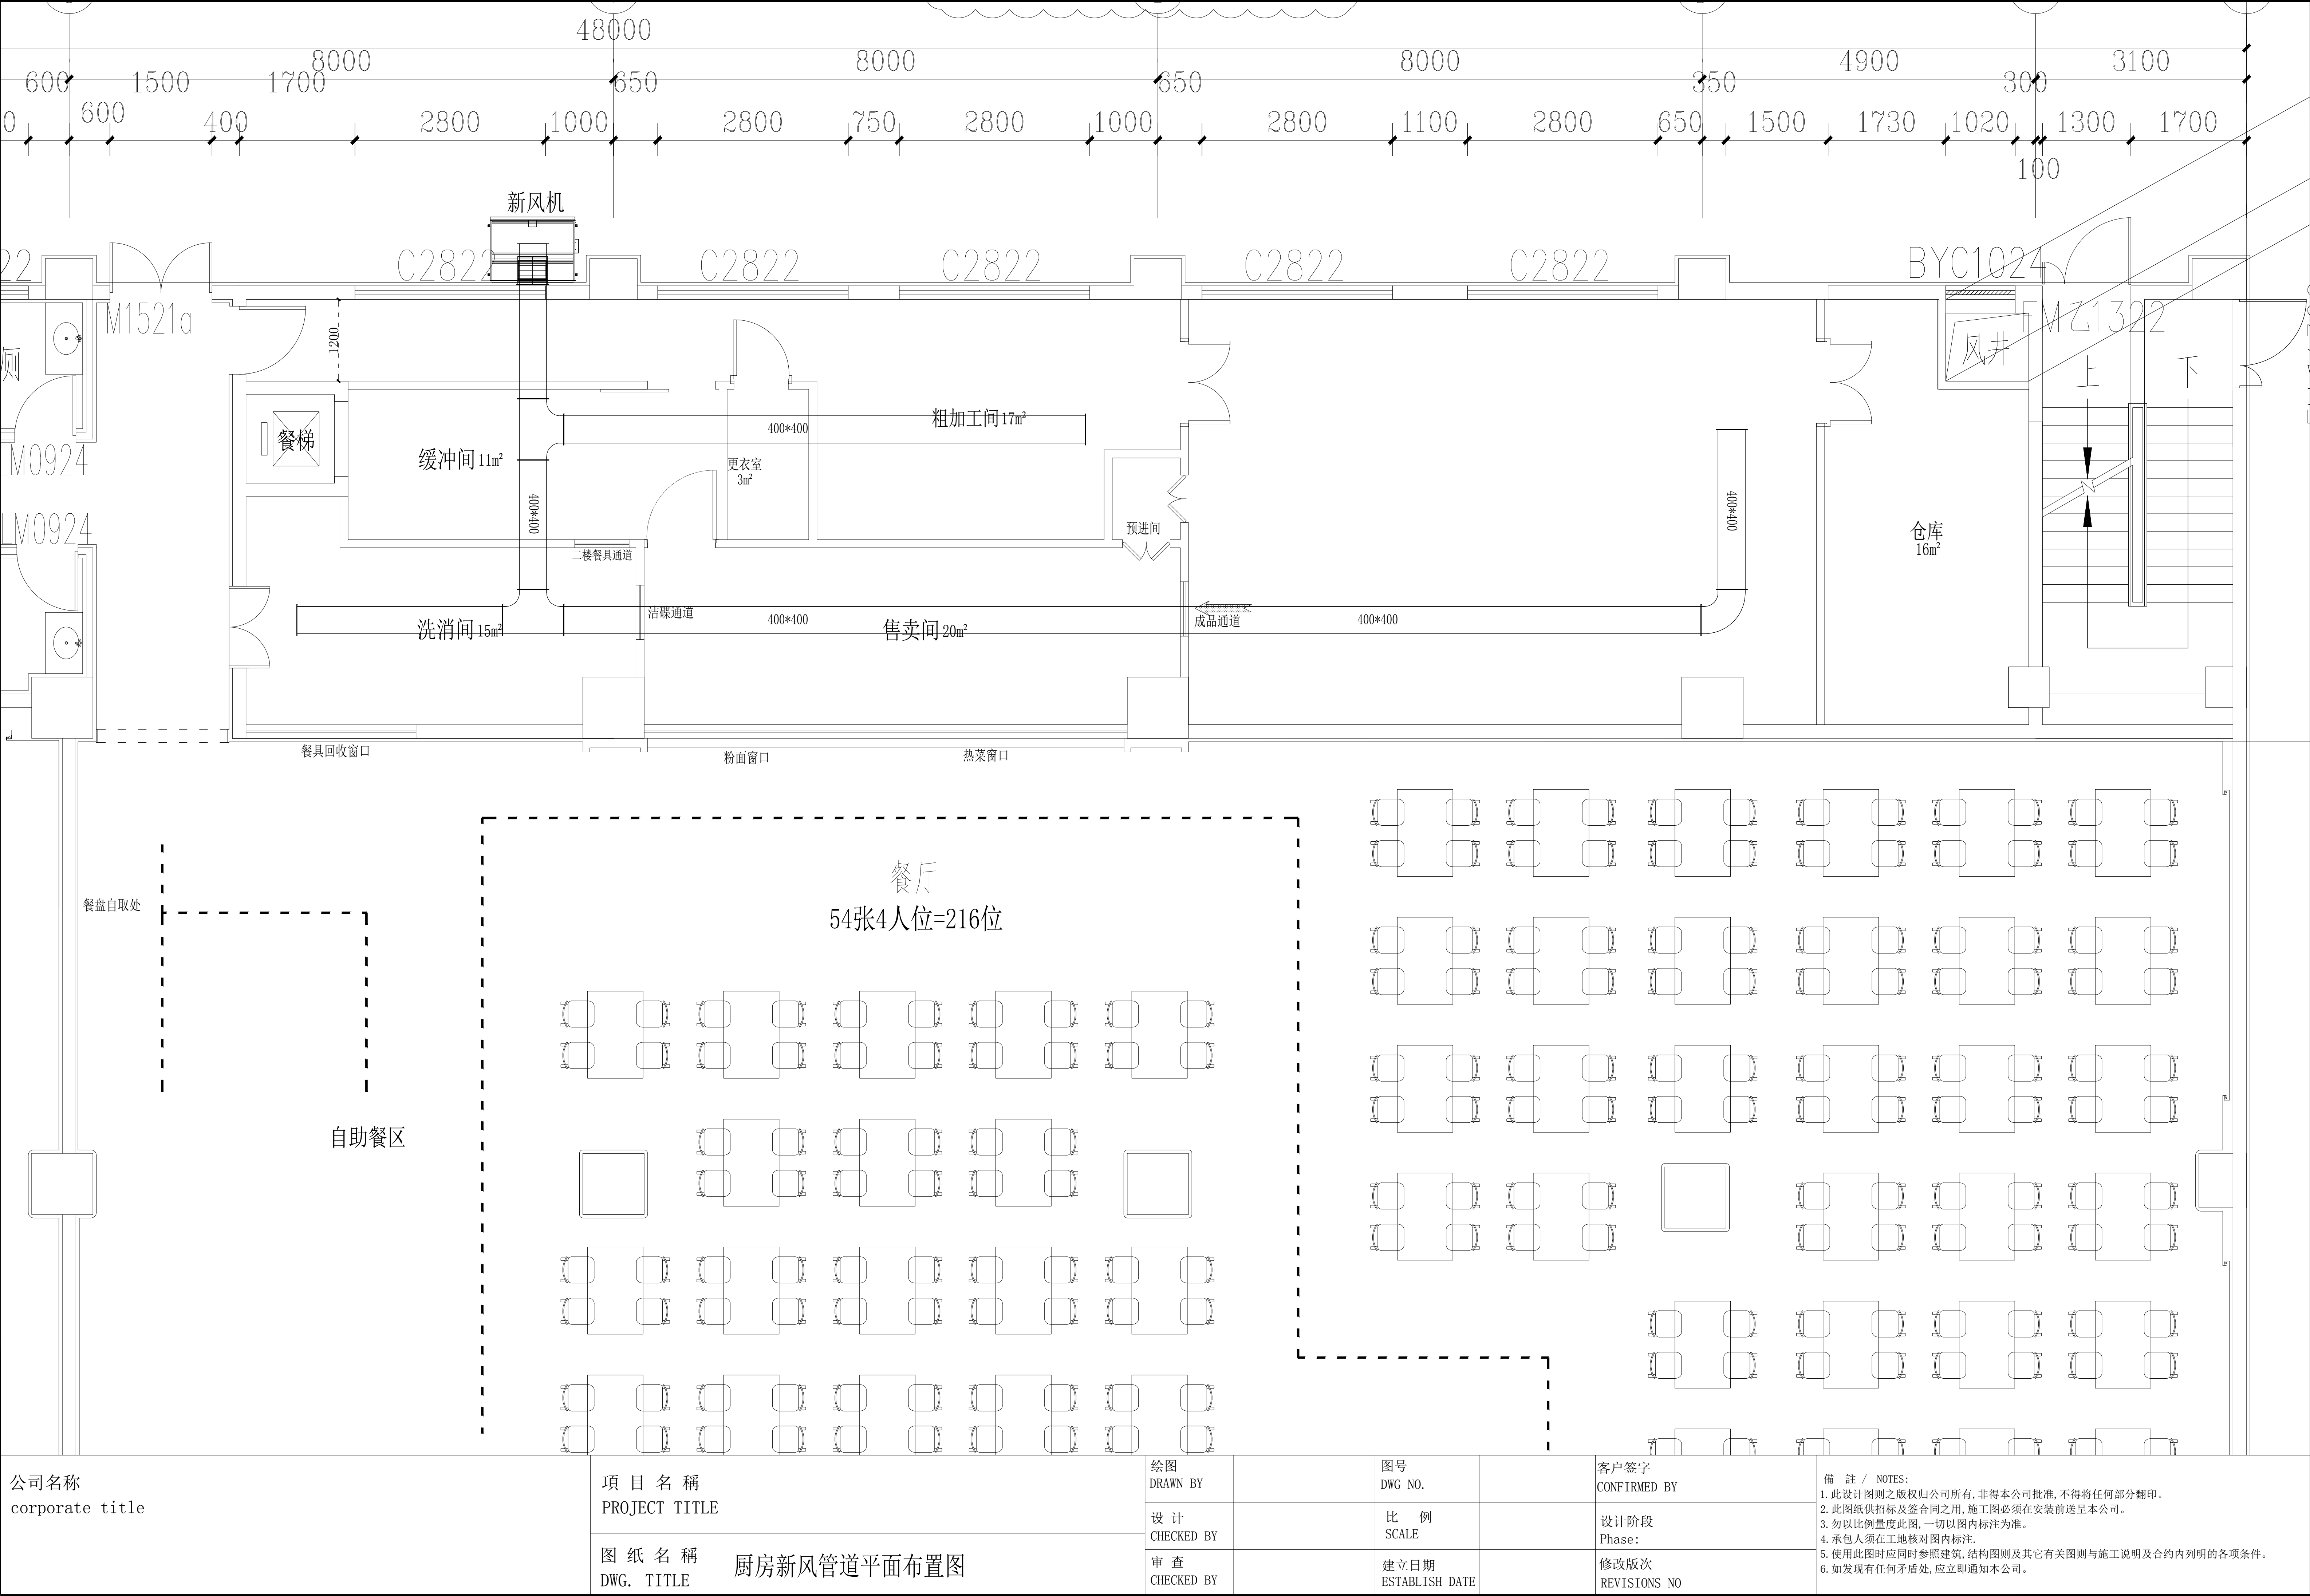 48000
8000
8000
8000
4900
3100
600
1500
1700
650
650
350
300
0
600
400
2800
1000
2800
750
2800
1000
2800
1100
2800
650
1500
1730
1020
1300
1700
100
新风机
22
C2822
C2822
C2822
C2822
C2822
BYC1024
M1521a
1200
FMZ1322
厕
风井
上
下
餐梯
粗加工间17m²
400*400
缓冲间11m²
更衣室
3m²
LM0924
400*400
400*400
LM0924
预进间
仓库
16m²
二楼餐具通道
洁碟通道
洗消间15m²
400*400
售卖间20m²
成品通道
400*400
餐具回收窗口
粉面窗口
热菜窗口
餐厅
54张4人位=216位
餐盘自取处
自助餐区
公司名称
corporate title
項目名稱
PROJECT TITLE
图纸名稱
DWG. TITLE
厨房新风管道平面布置图
绘图
DRAWN BY
设计
CHECKED BY
审查
CHECKED BY
图号
DWG NO.
比 例
SCALE
建立日期
ESTABLISH DATE
客户签字
CONFIRMED BY
设计阶段
Phase:
修改版次
REVISIONS NO
備 註 / NOTES:
1.此设计图则之版权归公司所有,非得本公司批准,不得将任何部分翻印。
2.此图纸供招标及签合同之用,施工图必须在安装前送呈本公司。
3.勿以比例量度此图,一切以图内标注为准。
4.承包人须在工地核对图内标注.
5.使用此图时应同时参照建筑,结构图则及其它有关图则与施工说明及合约内列明的各项条件。
6.如发现有任何矛盾处,应立即通知本公司。